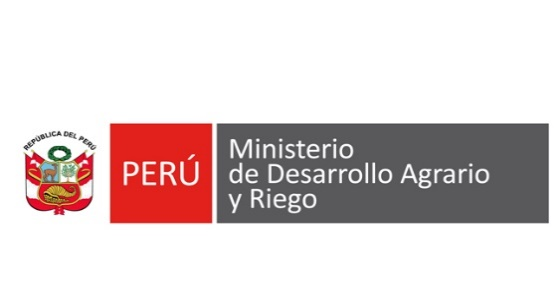 REPÚBLICA DEL PERÚ
PERÚ
Ministerio
de Desarrollo Agrario
y Riego